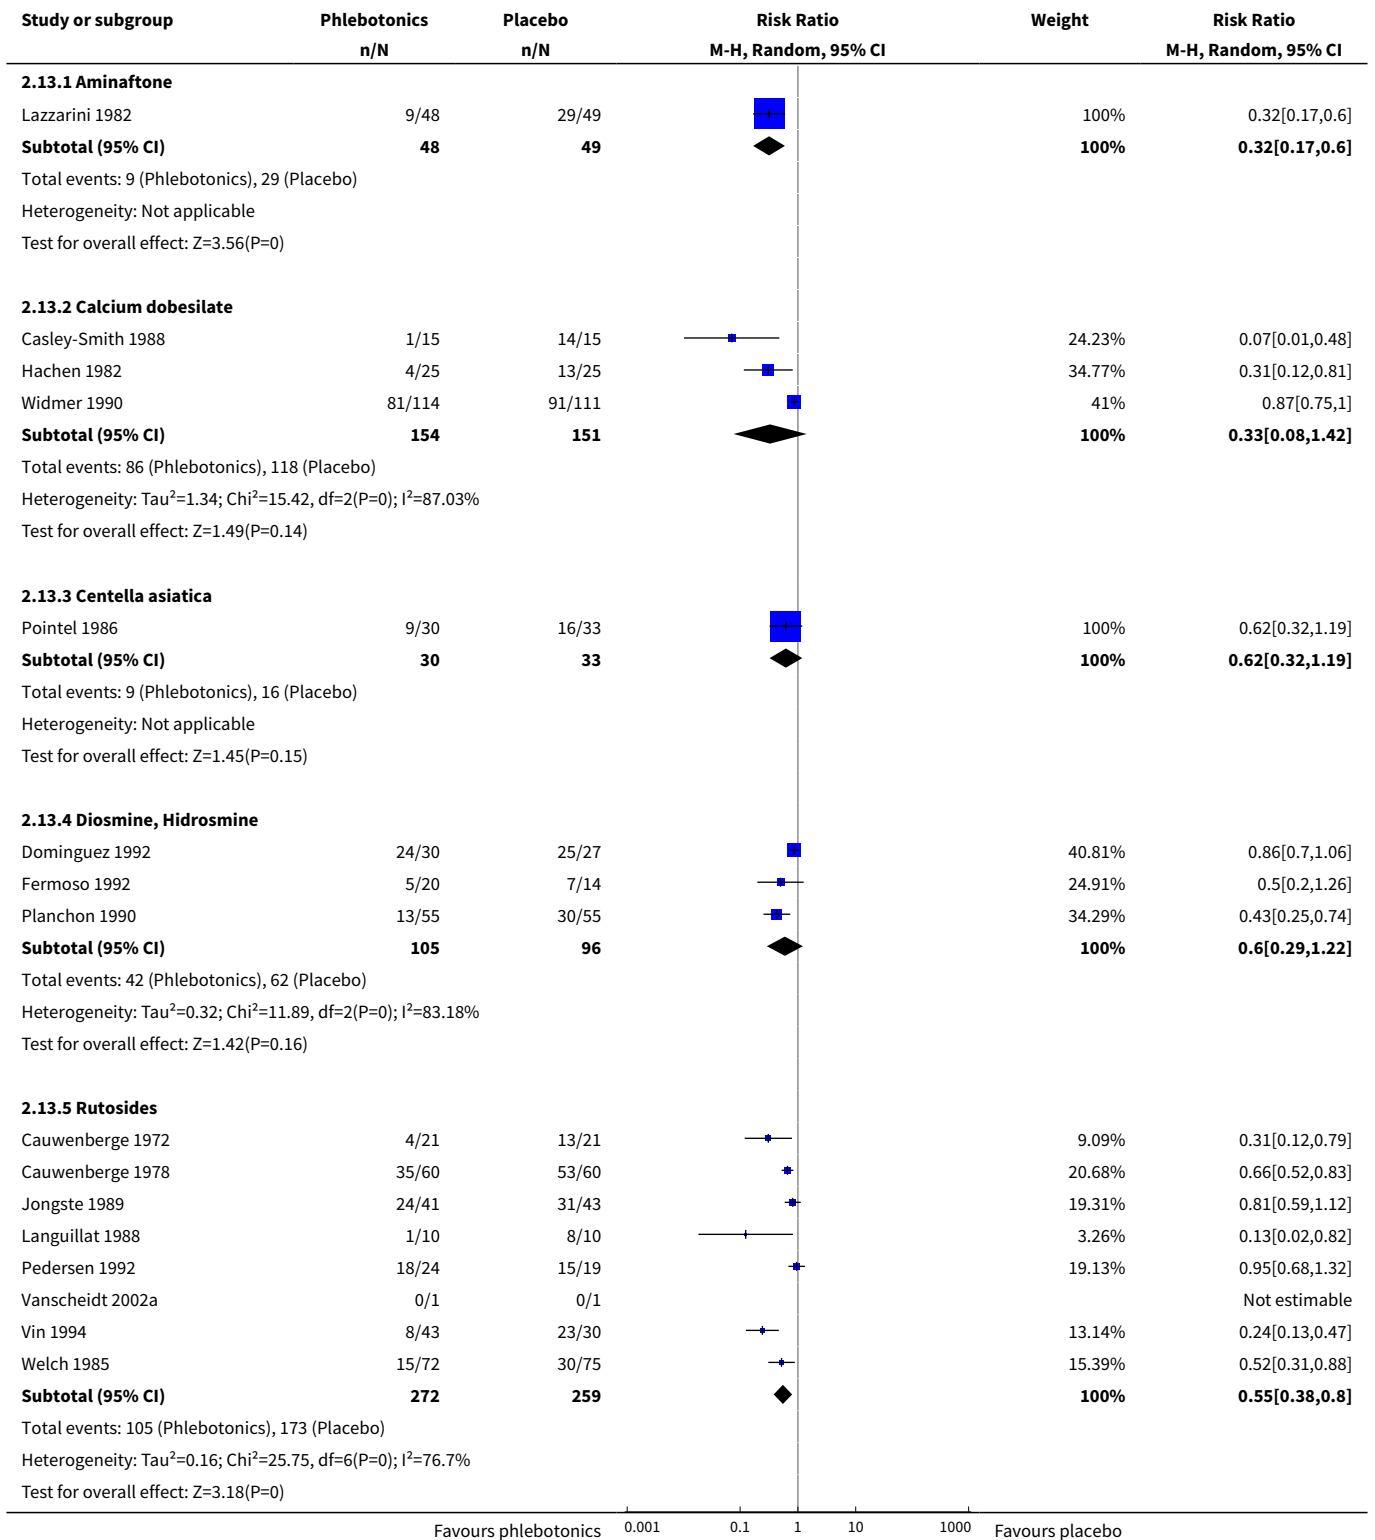 Study or subgroup Phlebotonics Placebo Risk Ratio Weight Risk Ratio
n/N n/N M-H, Random, 95% CI M-H, Random, 95% CI
2.13.1 Aminaftone
Lazzarini 1982 9/48 29/49 100% 0.32[0.17,0.6]
Subtotal (95% CI) 48 49 100% 0.32[0.17,0.6]
Total events: 9 (Phlebotonics), 29 (Placebo)
Heterogeneity: Not applicable
Test for overall effect: Z=3.56(P=0)
2.13.2 Calcium dobesilate
Casley-Smith 1988 1/15 14/15 24.23% 0.07[0.01,0.48]
Hachen 1982 4/25 13/25 34.77% 0.31[0.12,0.81]
Widmer 1990 81/114 91/111 41% 0.87[0.75,1]
Subtotal (95% CI) 154 151 100% 0.33[0.08,1.42]
Total events: 86 (Phlebotonics), 118 (Placebo)
Heterogeneity: Tau²=1.34; Chi²=15.42, df=2(P=0); I²=87.03%
Test for overall effect: Z=1.49(P=0.14)
2.13.3 Centella asiatica
Pointel 1986 9/30 16/33 100% 0.62[0.32,1.19]
Subtotal (95% CI) 30 33 100% 0.62[0.32,1.19]
Total events: 9 (Phlebotonics), 16 (Placebo)
Heterogeneity: Not applicable
Test for overall effect: Z=1.45(P=0.15)
2.13.4 Diosmine, Hidrosmine
Dominguez 1992 24/30 25/27 40.81% 0.86[0.7,1.06]
Fermoso 1992 5/20 7/14 24.91% 0.5[0.2,1.26]
Planchon 1990 13/55 30/55 34.29% 0.43[0.25,0.74]
Subtotal (95% CI) 105 96 100% 0.6[0.29,1.22]
Total events: 42 (Phlebotonics), 62 (Placebo)
Heterogeneity: Tau²=0.32; Chi²=11.89, df=2(P=0); I²=83.18%
Test for overall effect: Z=1.42(P=0.16)
2.13.5 Rutosides
Cauwenberge 1972 4/21 13/21 9.09% 0.31[0.12,0.79]
Cauwenberge 1978 35/60 53/60 20.68% 0.66[0.52,0.83]
Jongste 1989 24/41 31/43 19.31% 0.81[0.59,1.12]
Languillat 1988 1/10 8/10 3.26% 0.13[0.02,0.82]
Pedersen 1992 18/24 15/19 19.13% 0.95[0.68,1.32]
Vanscheidt 2002a 0/1 0/1 Not estimable
Vin 1994 8/43 23/30 13.14% 0.24[0.13,0.47]
Welch 1985 15/72 30/75 15.39% 0.52[0.31,0.88]
Subtotal (95% CI) 272 259 100% 0.55[0.38,0.8]
Total events: 105 (Phlebotonics), 173 (Placebo)
Heterogeneity: Tau²=0.16; Chi²=25.75, df=6(P=0); I²=76.7%
Test for overall effect: Z=3.18(P=0)
Favours phlebotonics 0.001 0.1 1 10 1000 Favours placebo